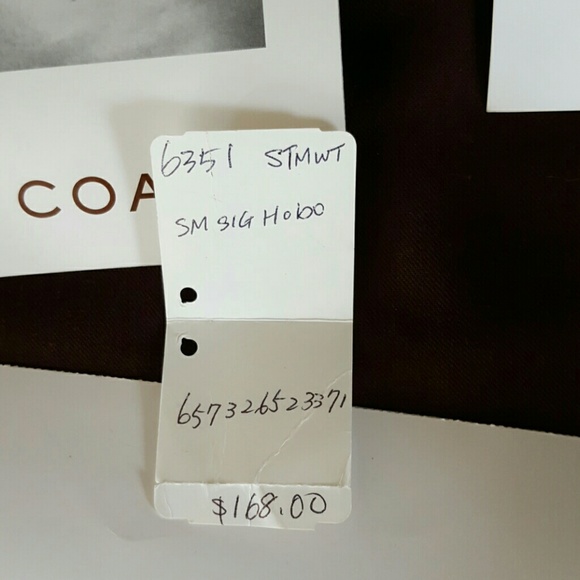 COA
6351 STMWT
SM SIG Hobo
657326523371
$168.00